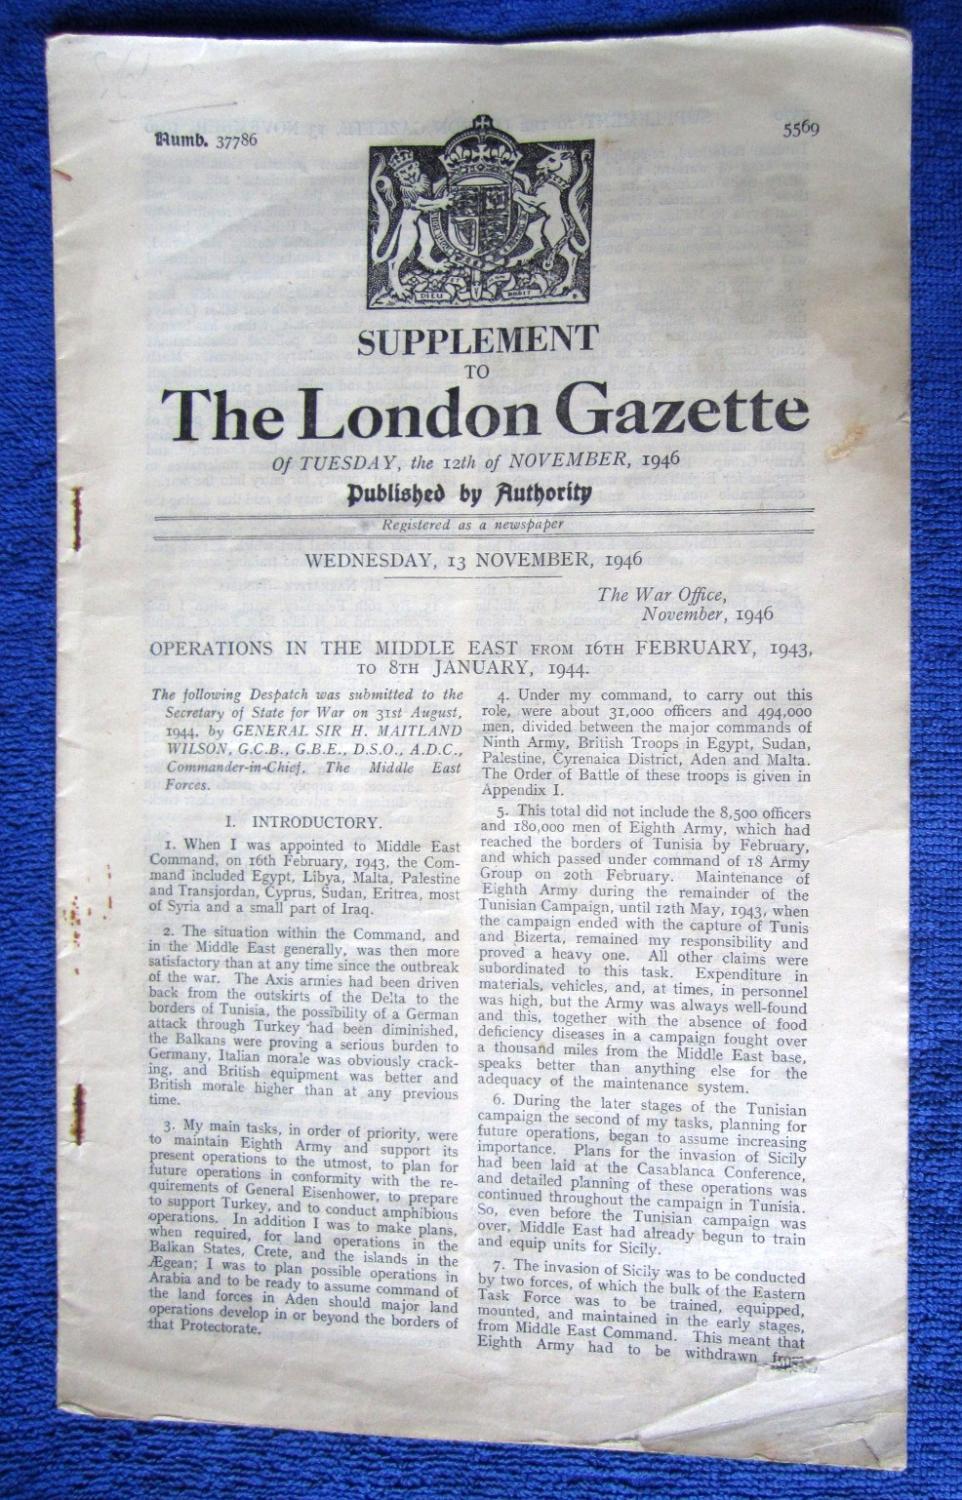 Numb. 37786
5569
DIEU DROIT
SUPPLEMENT
TO
The London Gazette
Of TUESDAY, the 12th of NOVEMBER, 1946
Published by Authority
Registered as a newspaper
WEDNESDAY, 13 NOVEMBER, 1946
The War Office,
November, 1946
OPERATIONS IN THE MIDDLE EAST FROM 16TH FEBRUARY, 1943,
TO 8TH JANUARY, 1944.
The following Despatch was submitted to the
Secretary of State for War on 31st August,
1944, by GENERAL SIR H. MAITLAND
WILSON, G.C.B., G.B.E., D.S.O., A.D.C.,
Commander-in-Chief, The Middle East
Forces.
I. INTRODUCTORY.
1. When I was appointed to Middle East
Command, on 16th February, 1943, the Com-
mand included Egypt, Libya, Malta, Palestine
and Transjordan, Cyprus, Sudan, Eritrea, most
of Syria and a small part of Iraq.
2. The situation within the Command, and
in the Middle East generally, was then more
satisfactory than at any time since the outbreak
of the war. The Axis armies had been driven
back from the outskirts of the Delta to the
borders of Tunisia, the possibility of a German
attack through Turkey had been diminished,
the Balkans were proving a serious burden to
Germany, Italian morale was obviously crack-
ing, and British equipment was better and
British morale higher than at any previous
time.
3. My main tasks, in order of priority, were
to maintain Eighth Army and support its
present operations to the utmost, to plan for
future operations in conformity with the re-
quirements of General Eisenhower, to prepare
to support Turkey, and to conduct amphibious
operations. In addition I was to make plans,
when required, for land operations in the
Balkan States, Crete, and the islands in the
Ægean; I was to plan possible operations in
Arabia and to be ready to assume command of
the land forces in Aden should major land
operations develop in or beyond the borders of
that Protectorate.
4. Under my command, to carry out this
role, were about 31,000 officers and 494,000
men, divided between the major commands of
Ninth Army, British Troops in Egypt, Sudan,
Palestine, Cyrenaica District, Aden and Malta.
The Order of Battle of these troops is given in
Appendix I.
5. This total did not include the 8,500 officers
and 180,000 men of Eighth Army, which had
reached the borders of Tunisia by February,
and which passed under command of 18 Army
Group on 20th February. Maintenance of
Eighth Army during the remainder of the
Tunisian Campaign, until 12th May, 1943, when
the campaign ended with the capture of Tunis
and Bizerta, remained my responsibility and
proved a heavy one. All other claims were
subordinated to this task. Expenditure in
materials, vehicles, and, at times, in personnel
was high, but the Army was always well-found
and this, together with the absence of food
deficiency diseases in a campaign fought over
a thousand miles from the Middle East base,
speaks better than anything else for the
adequacy of the maintenance system.
6. During the later stages of the Tunisian
campaign the second of my tasks, planning for
future operations, began to assume increasing
importance. Plans for the invasion of Sicily
had been laid at the Casablanca Conference,
and detailed planning of these operations was
continued throughout the campaign in Tunisia.
So, even before the Tunisian campaign was
over, Middle East had already begun to train
and equip units for Sicily.
7. The invasion of Sicily was to be conducted
by two forces, of which the bulk of the Eastern
Task Force was to be trained, equipped,
mounted, and maintained in the early stages,
from Middle East Command. This meant that
Eighth Army had to be withdrawn from